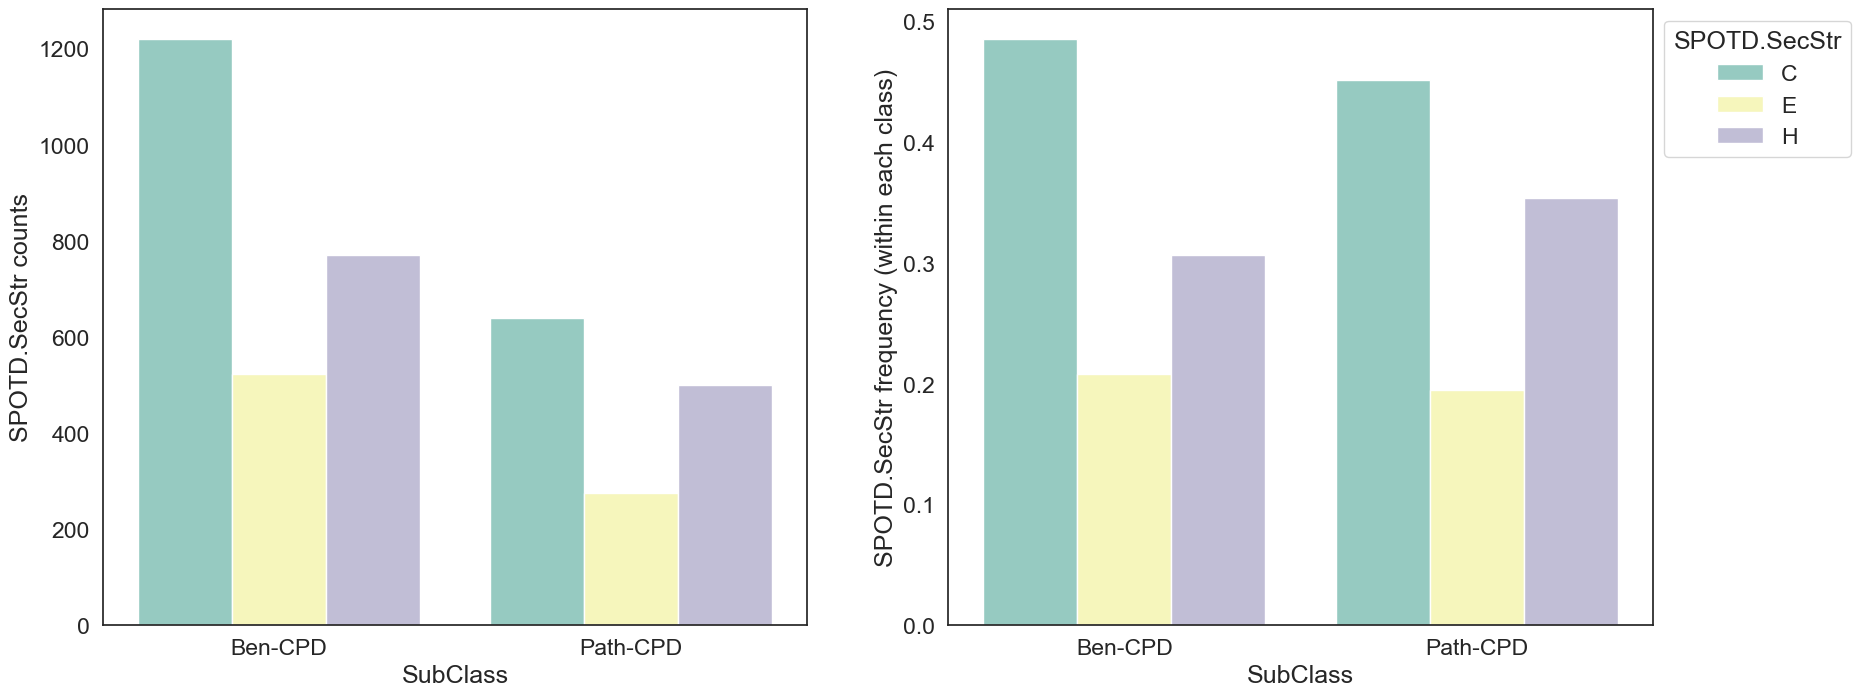 SPOTD.SecStr counts
1200
1000
800
600
400
200
0
Ben-CPD Path-CPD
SubClass
SPOTD.SecStr frequency (within each class)
0.5
0.4
0.3
0.2
0.1
0.0
Ben-CPD Path-CPD
SubClass
SPOTD.SecStr
C
E
H